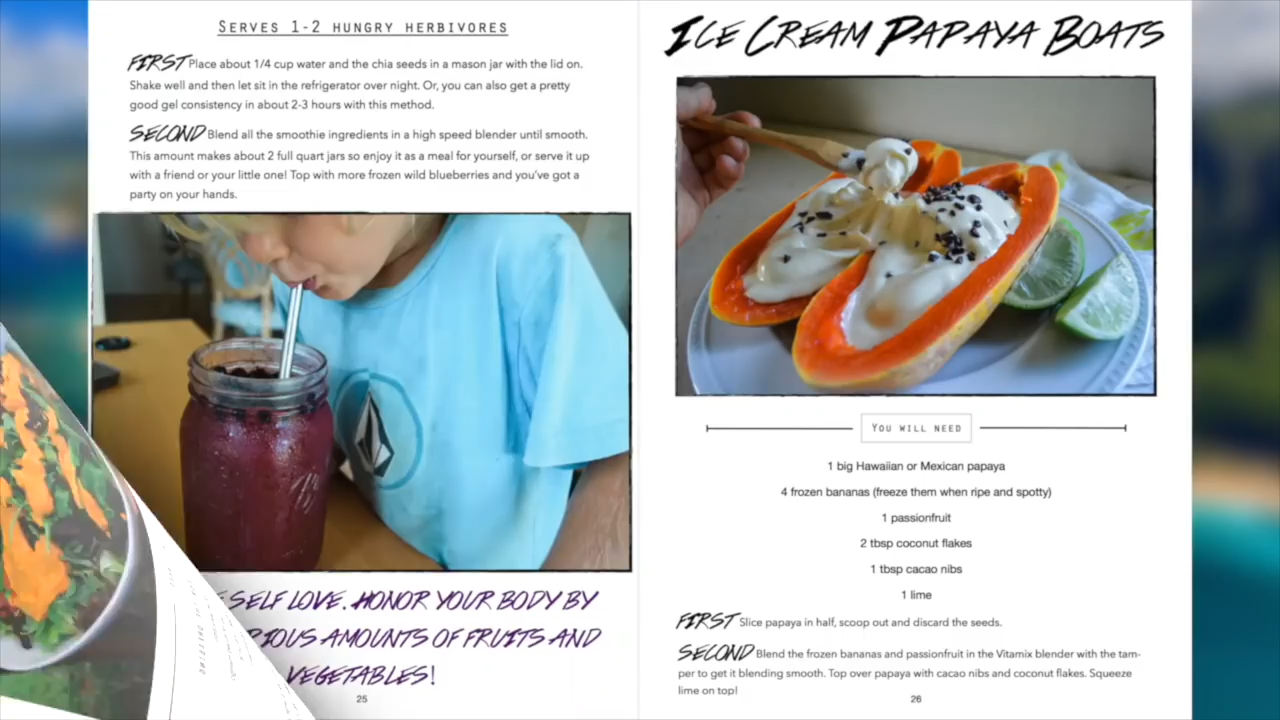 SERVES 1-2 HUNGRY HERBIVORES
FIRST Place about 1/4 cup water and the chia seeds in a mason jar with the lid on.
Shake well and then let sit in the refrigerator over night. Or, you can also get a pretty
good gel consistency in about 2-3 hours with this method.
SECOND Blend all the smoothie ingredients in a high speed blender until smooth.
This amount makes about 2 full quart jars so enjoy it as a meal for yourself, or serve it up
with a friend or your little one! Top with more frozen wild blueberries and you've got a
party on your hands.
SELF LOVE. HONOR YOUR BODY BY
AMOUNTS OF FRUITS AND
VEGETABLES!
25
ICE CREAM PAPAYA BOATS
YOU WILL NEED
1 big Hawaiian or Mexican papaya
4 frozen bananas (freeze them when ripe and spotty)
1 passionfruit
2 tbsp coconut flakes
1 tbsp cacao nibs
1 lime
FIRST Slice papaya in half, scoop out and discard the seeds.
SECOND Blend the frozen bananas and passionfruit in the Vitamix blender with the tam-
per to get it blending smooth. Top over papaya with cacao nibs and coconut flakes. Squeeze
lime on top!
26